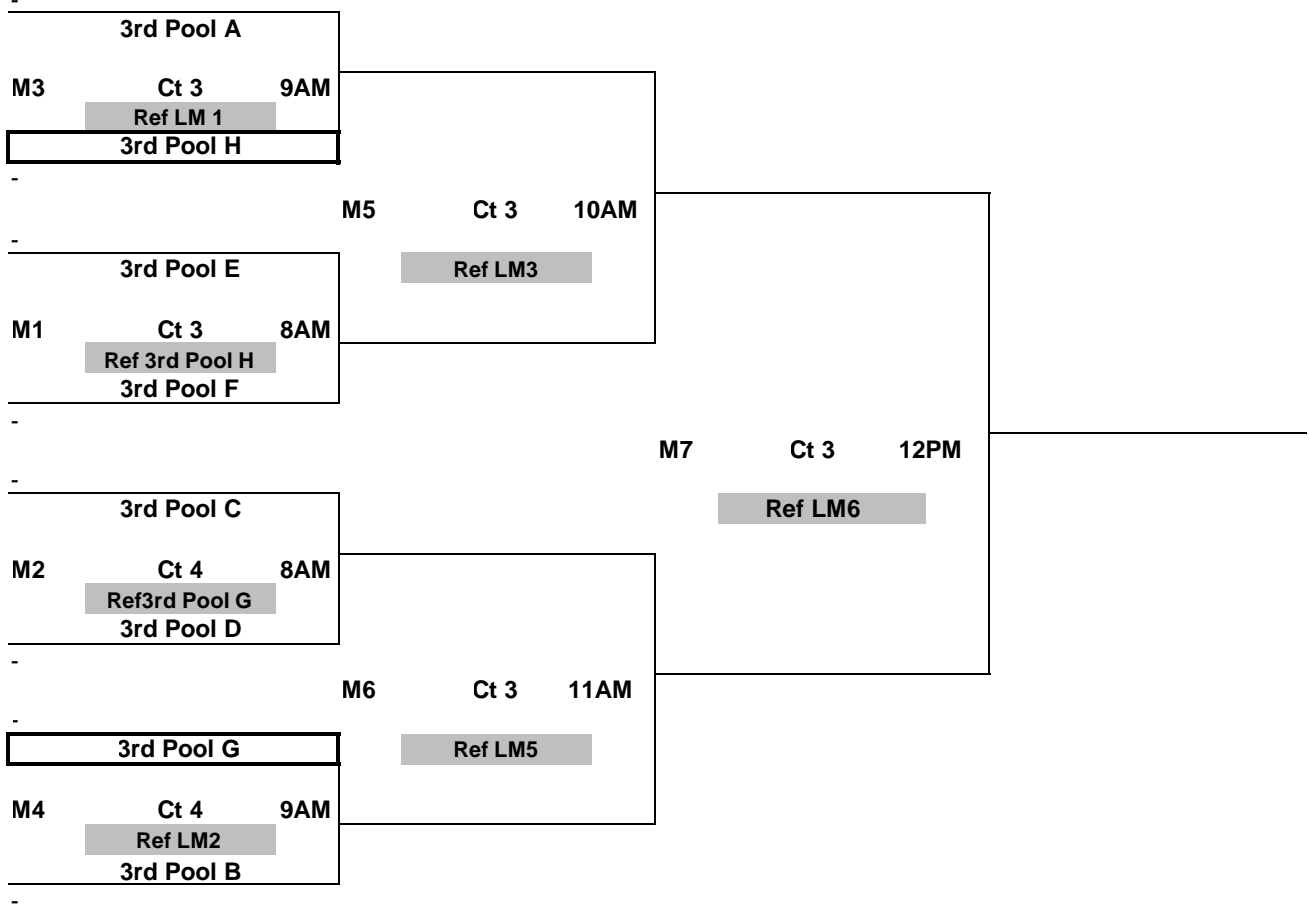 -
3rd Pool A
M3 Ct 3 9AM
Ref LM 1
3rd Pool H
-
M5 Ct 3 10AM
-
3rd Pool E
Ref LM3
M1 Ct 3 8AM
Ref 3rd Pool H
3rd Pool F
-
M7 Ct 3 12PM
-
3rd Pool C
Ref LM6
M2 Ct 4 8AM
Ref3rd Pool G
3rd Pool D
-
M6 Ct 3 11AM
-
3rd Pool G
Ref LM5
M4 Ct 4 9AM
Ref LM2
3rd Pool B
-